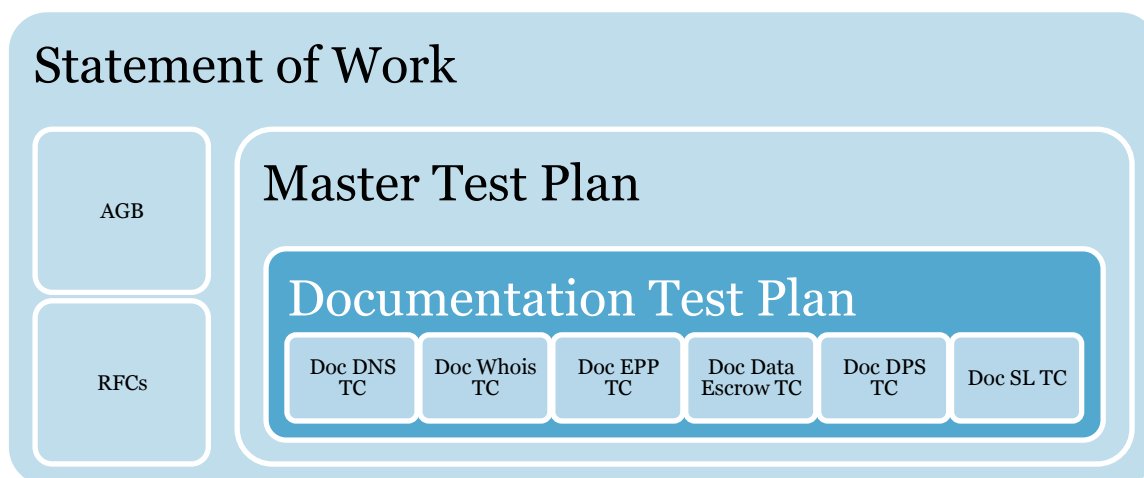 Statement of Work
AGB
RFCs
Master Test Plan
Documentation Test Plan
Doc DNS
TC
Doc Whois
TC
Doc EPP
TC
Doc Data
Escrow TC
Doc DPS
TC
Doc SL TC